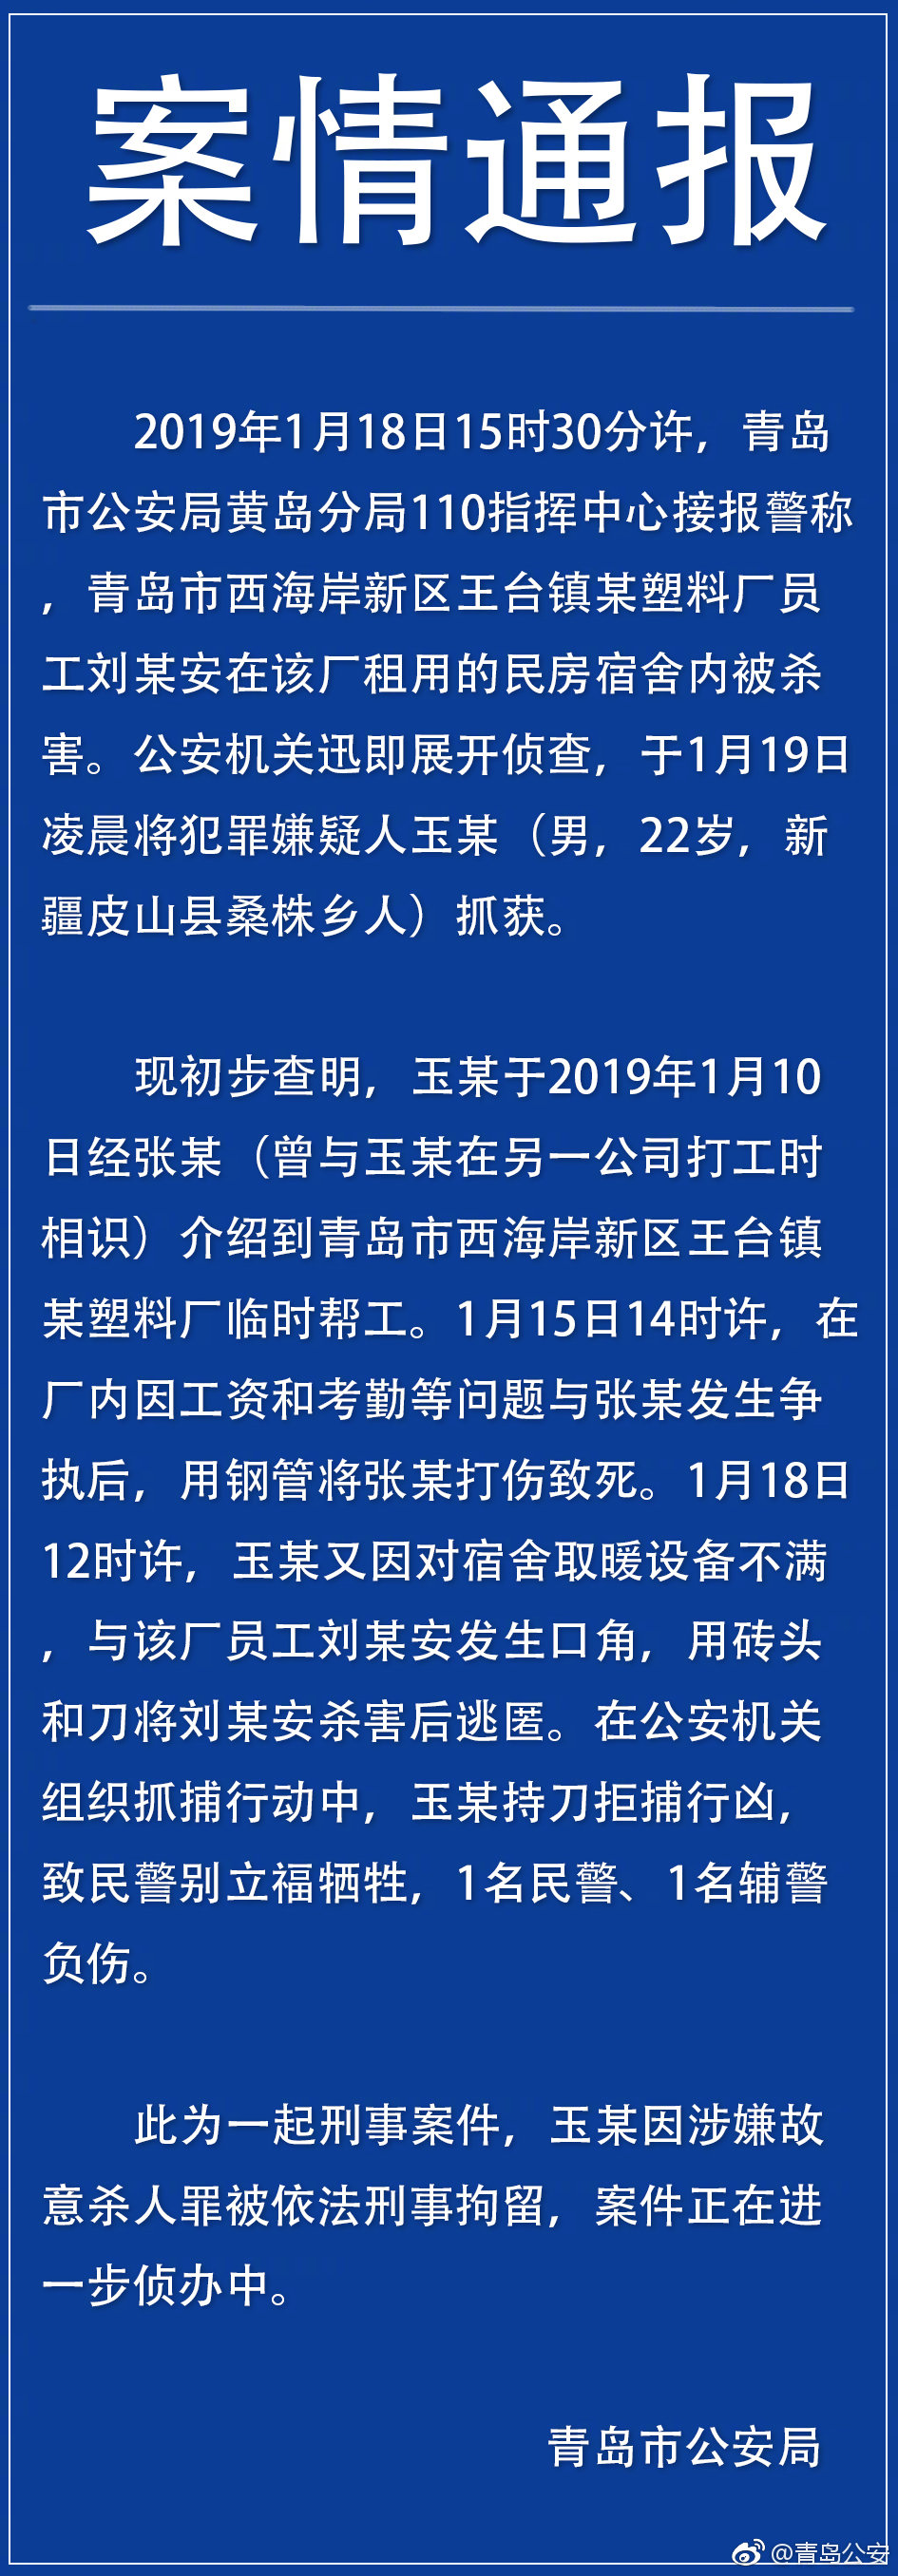 案情通报
2019年1月18日15时30分许，青岛
市公安局黄岛分局110指挥中心接报警称
，青岛市西海岸新区王台镇某塑料厂员
工刘某安在该厂租用的民房宿舍内被杀
害。公安机关迅即展开侦查，于1月19日
凌晨将犯罪嫌疑人玉某（男，22岁，新
疆皮山县桑株乡人）抓获。
现初步查明，玉某于2019年1月10
日经张某（曾与玉某在另一公司打工时
相识）介绍到青岛市西海岸新区王台镇
某塑料厂临时帮工。1月15日14时许，在
厂内因工资和考勤等问题与张某发生争
执后，用钢管将张某打伤致死。1月18日
12时许，玉某又因对宿舍取暖设备不满
，与该厂员工刘某安发生口角，用砖头
和刀将刘某安杀害后逃匿。在公安机关
组织抓捕行动中，玉某持刀拒捕行凶，
致民警别立福牺牲，1名民警、1名辅警
负伤。
此为一起刑事案件，玉某因涉嫌故
意杀人罪被依法刑事拘留，案件正在进
一步侦办中。
青岛市公安局
@青岛公安